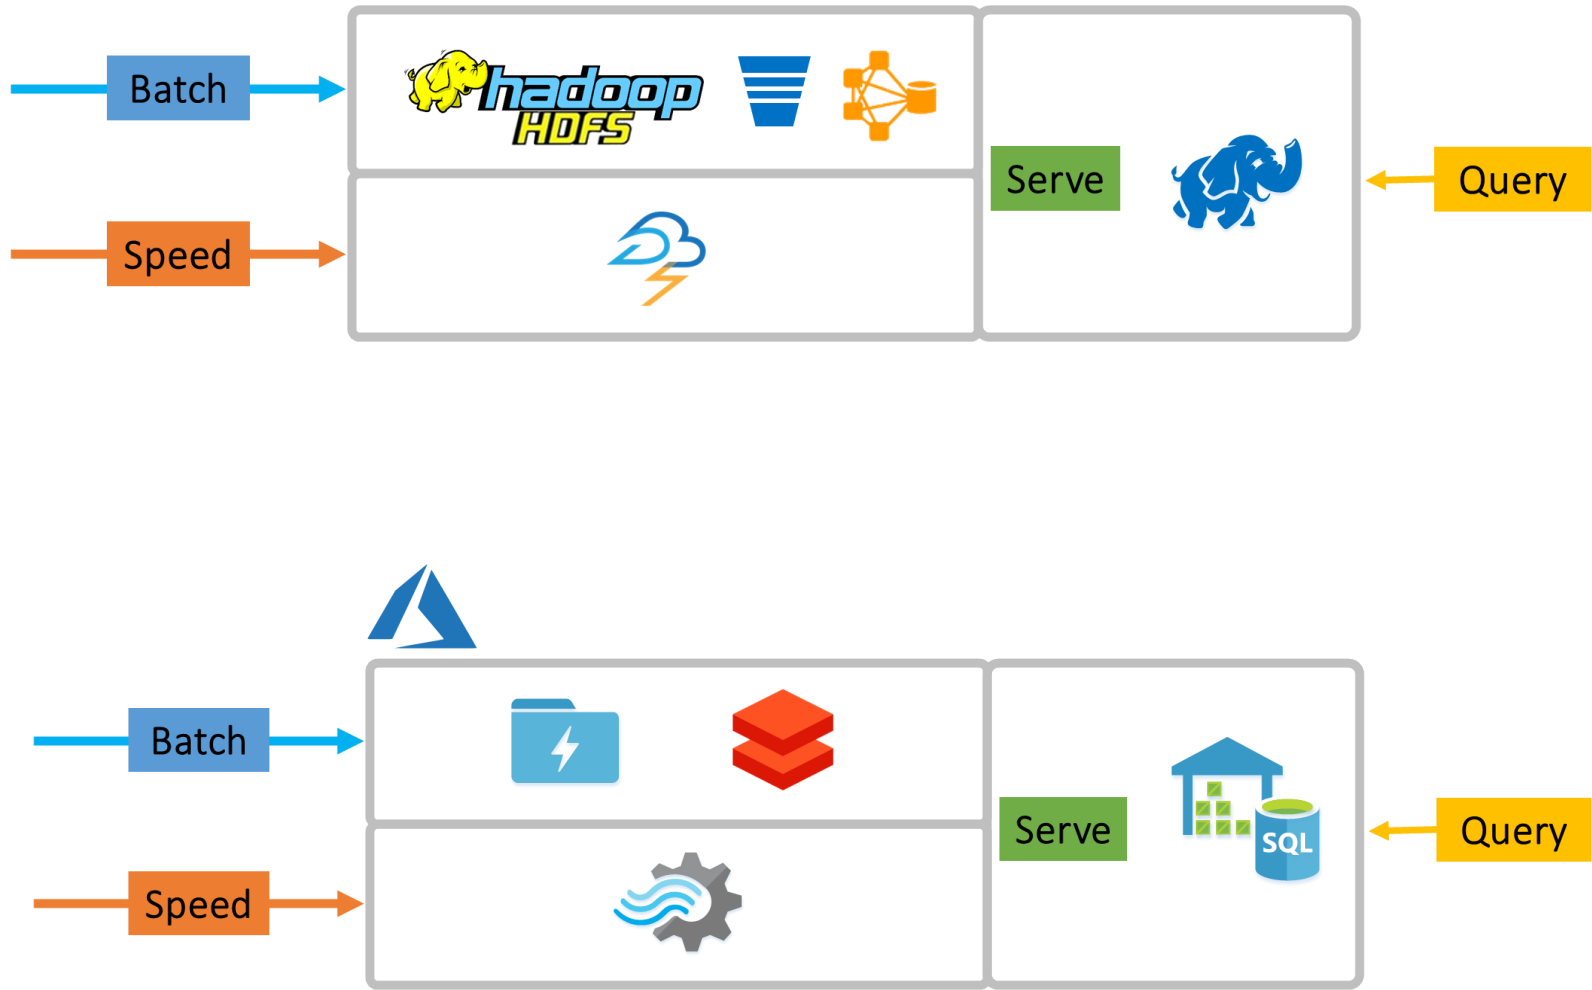 Batch
hadoop
HDFS
Serve
Query
Speed
Batch
Serve
SQL
Query
Speed